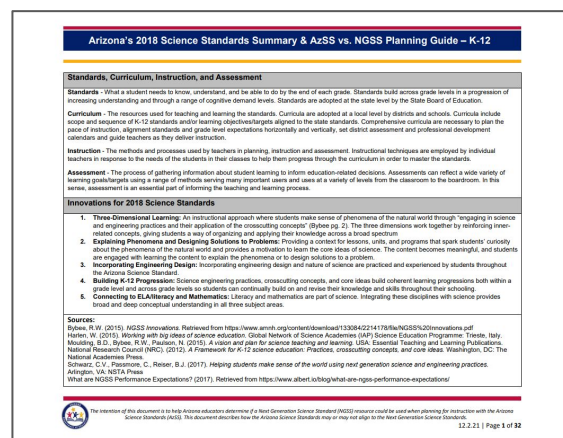 Arizona's 2018 Science Standards Summary & AzSS vs. NGSS Planning Guide – K-12
Standards, Curriculum, Instruction, and Assessment
Standards - What a student needs to know, understand, and be able to do by the end of each grade. Standards build across grade levels in a progression of
increasing understanding and through a range of cognitive demand levels. Standards are adopted at the state level by the State Board of Education.
Curriculum - The resources used for teaching and learning the standards. Curricula are adopted at a local level by districts and schools. Curricula include
scope and sequence of K-12 standards and/or learning objectives/targets aligned to the state standards. Comprehensive curricula are necessary to plan the
pace of instruction, alignment standards and grade level expectations horizontally and vertically, set district assessment and professional development
calendars and guide teachers as they deliver instruction.
Instruction - The methods and processes used by teachers in planning, instruction and assessment. Instructional techniques are employed by individual
teachers in response to the needs of the students in their classes to help them progress through the curriculum in order to master the standards.
Assessment - The process of gathering information about student learning to inform education-related decisions. Assessments can reflect a wide variety of
learning goals/targets using a range of methods serving many important users and uses at a variety of levels from the classroom to the boardroom. In this
sense, assessment is an essential part of informing the teaching and learning process.
Innovations for 2018 Science Standards
1. Three-Dimensional Learning: An instructional approach where students make sense of phenomena of the natural world through "engaging in science
and engineering practices and their application of the crosscutting concepts" (Bybee pg. 2). The three dimensions work together by reinforcing inner-
related concepts, giving students a way of organizing and applying their knowledge across a broad spectrum
2. Explaining Phenomena and Designing Solutions to Problems: Providing a context for lessons, units, and programs that spark students' curiosity
about the phenomena of the natural world and provides a motivation to learn the core ideas of science. The content becomes meaningful, and students
are engaged with learning the content to explain the phenomena or to design solutions to a problem.
3. Incorporating Engineering Design: Incorporating engineering design and nature of science are practiced and experienced by students throughout
the Arizona Science Standard.
4. Building K-12 Progression: Science engineering practices, crosscutting concepts, and core ideas build coherent learning progressions both within a
grade level and across grade levels so students can continually build on and revise their knowledge and skills throughout their schooling.
5. Connecting to ELA/literacy and Mathematics: Literacy and mathematics are part of science. Integrating these disciplines with science provides
broad and deep conceptual understanding in all three subject areas.
Sources:
Bybee, R.W. (2015). NGSS Innovations. Retrieved from https://www.amnh.org/content/download/133084/2214178/file/NGSS%20Innovations.pdf
Harlen, W. (2015). Working with big ideas of science education. Global Network of Science Academies (IAP) Science Education Programme: Trieste, Italy.
Moulding, B.D., Bybee, R.W., Paulson, N. (2015). A vision and plan for science teaching and learning. USA: Essential Teaching and Learning Publications.
National Research Council (NRC). (2012). A Framework for K-12 science education: Practices, crosscutting concepts, and core ideas. Washington, DC: The
National Academies Press.
Schwarz, C.V., Passmore, C., Reiser, B.J. (2017). Helping students make sense of the world using next generation science and engineering practices.
Arlington, VA: NSTA Press
What are NGSS Performance Expectations? (2017). Retrieved from https://www.albert.io/blog/what-are-ngss-performance-expectations/
The intention of this document is to help Arizona educators determine if a Next Generation Science Standard (NGSS) resource could be used when planning for instruction with the Arizona
Science Standards (AzSS). This document describes how the Arizona Science Standards may or may not align to the Next Generation Science Standards.
12.2.21 | Page 1 of 32